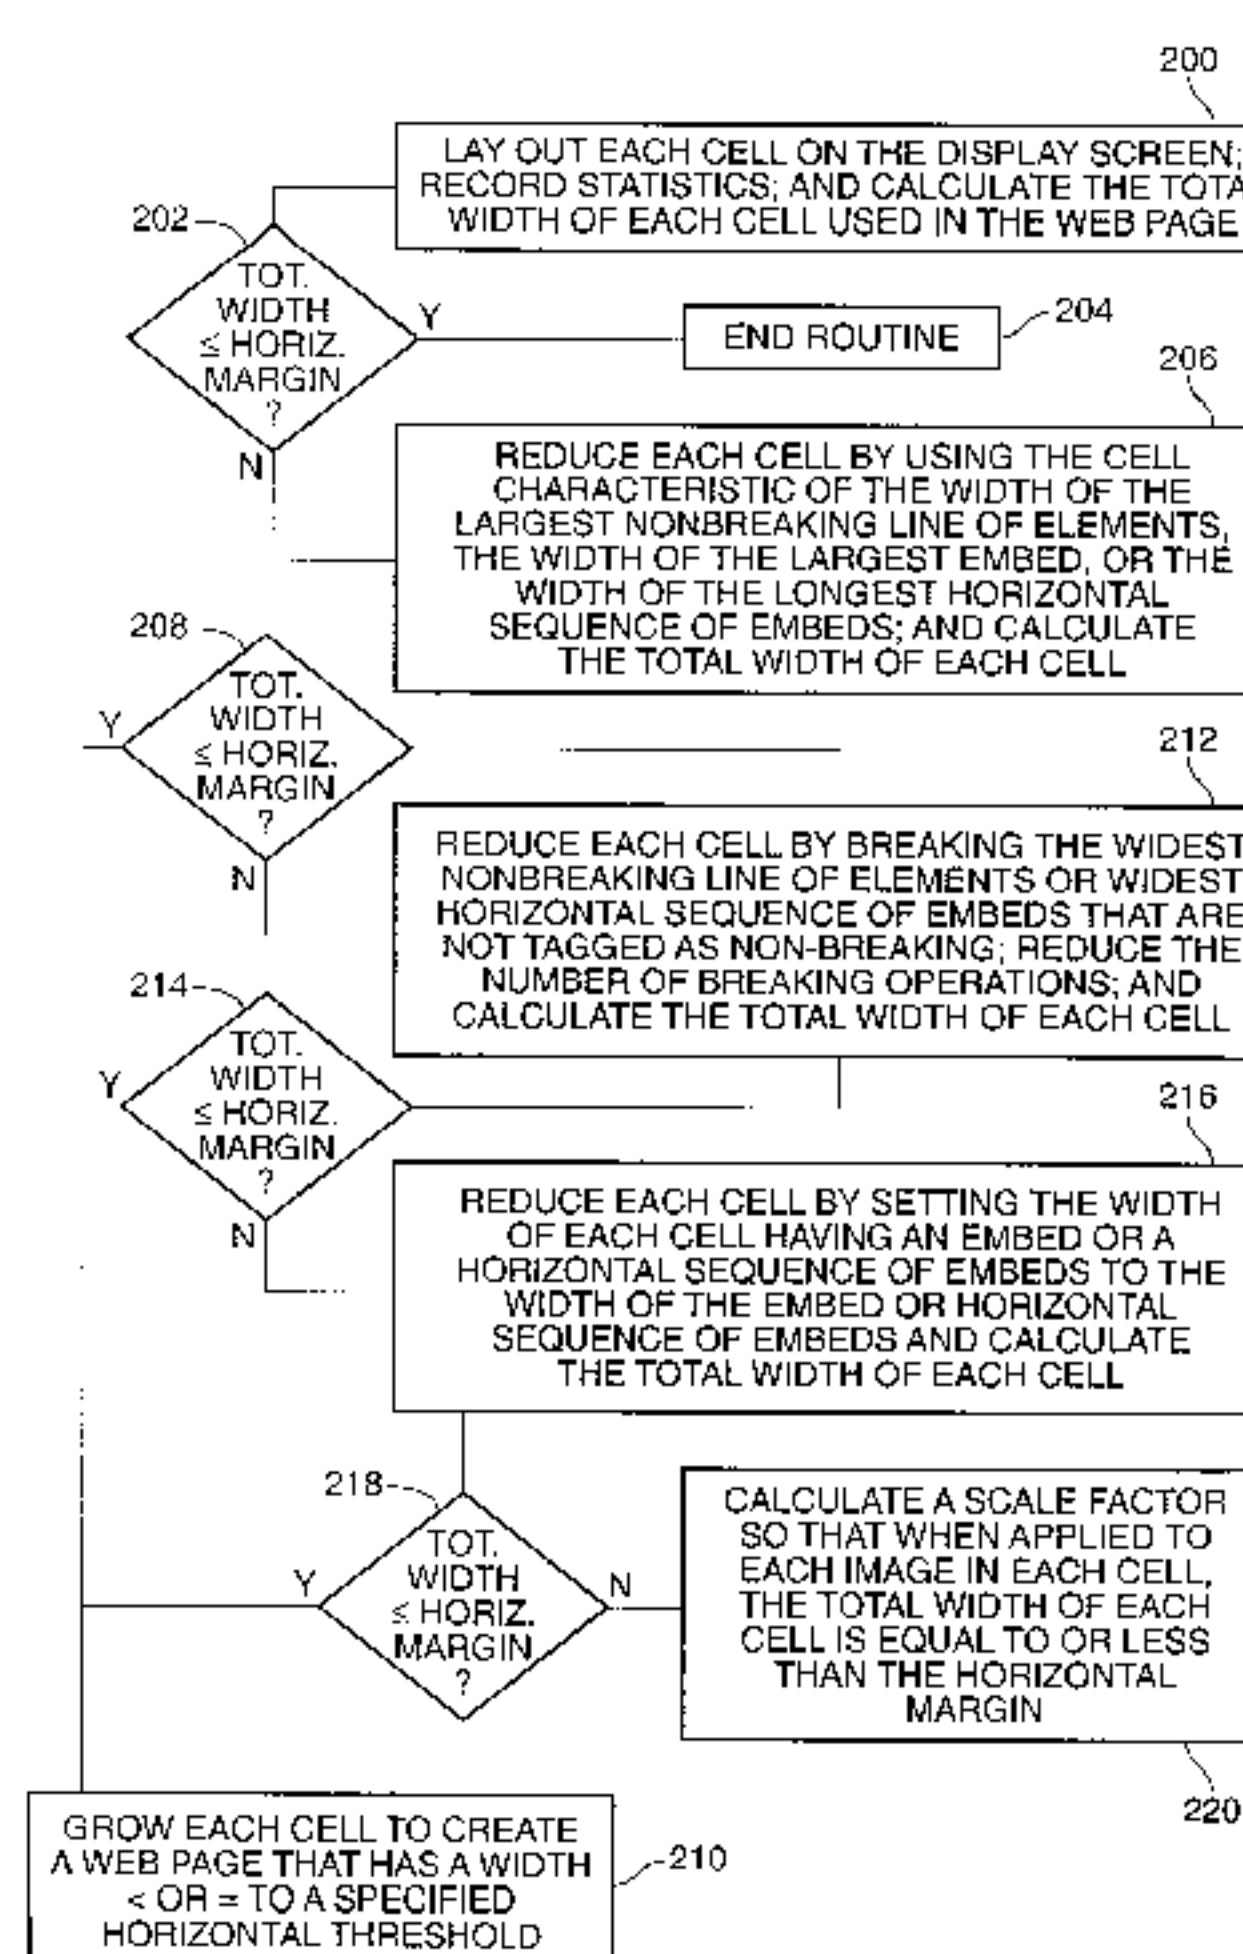 200
LAY OUT EACH CELL ON THE DISPLAY SCREEN;
RECORD STATISTICS; AND CALCULATE THE TOTA
WIDTH OF EACH CELL USED IN THE WEB PAGE
202
TOT.
WIDTH
≤ HORIZ.
MARGIN
?
Y
N
END ROUTINE
204
206
REDUCE EACH CELL BY USING THE CELL
CHARACTERISTIC OF THE WIDTH OF THE
LARGEST NONBREAKING LINE OF ELEMENTS,
THE WIDTH OF THE LARGEST EMBED, OR THE
WIDTH OF THE LONGEST HORIZONTAL
SEQUENCE OF EMBEDS; AND CALCULATE
THE TOTAL WIDTH OF EACH CELL
208
TOT.
WIDTH
≤ HORIZ.
MARGIN
?
Y
N
212
REDUCE EACH CELL BY BREAKING THE WIDEST
NONBREAKING LINE OF ELEMENTS OR WIDEST
HORIZONTAL SEQUENCE OF EMBEDS THAT ARE
NOT TAGGED AS NON-BREAKING; REDUCE THE
NUMBER OF BREAKING OPERATIONS; AND
CALCULATE THE TOTAL WIDTH OF EACH CELL
214
TOT.
WIDTH
≤ HORIZ.
MARGIN
?
Y
N
216
REDUCE EACH CELL BY SETTING THE WIDTH
OF EACH CELL HAVING AN EMBED OR A
HORIZONTAL SEQUENCE OF EMBEDS TO THE
WIDTH OF THE EMBED OR HORIZONTAL
SEQUENCE OF EMBEDS AND CALCULATE
THE TOTAL WIDTH OF EACH CELL
218
TOT.
WIDTH
≤ HORIZ.
MARGIN
?
Y
N
CALCULATE A SCALE FACTOR
SO THAT WHEN APPLIED TO
EACH IMAGE IN EACH CELL,
THE TOTAL WIDTH OF EACH
CELL IS EQUAL TO OR LESS
THAN THE HORIZONTAL
MARGIN
220
GROW EACH CELL TO CREATE
A WEB PAGE THAT HAS A WIDTH
< OR = TO A SPECIFIED
HORIZONTAL THRESHOLD
210